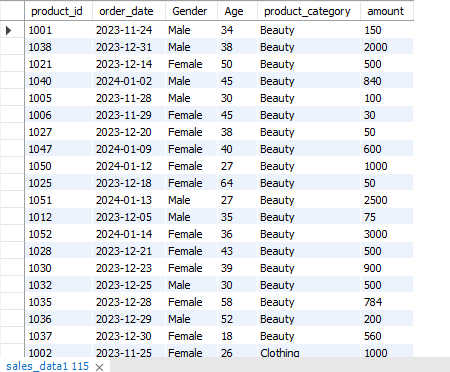 product_id order_date Gender Age product_category amount
1001 2023-11-24 Male 34 Beauty 150
1038 2023-12-31 Male 38 Beauty 2000
1021 2023-12-14 Female 50 Beauty 500
1040 2024-01-02 Male 45 Beauty 840
1005 2023-11-28 Male 30 Beauty 100
1006 2023-11-29 Female 45 Beauty 30
1027 2023-12-20 Female 38 Beauty 50
1047 2024-01-09 Female 40 Beauty 600
1050 2024-01-12 Female 27 Beauty 1000
1025 2023-12-18 Female 64 Beauty 50
1051 2024-01-13 Male 27 Beauty 2500
1012 2023-12-05 Male 35 Beauty 75
1052 2024-01-14 Female 36 Beauty 3000
1028 2023-12-21 Female 43 Beauty 500
1030 2023-12-23 Female 39 Beauty 900
1032 2023-12-25 Male 30 Beauty 500
1035 2023-12-28 Female 58 Beauty 784
1036 2023-12-29 Male 52 Beauty 200
1037 2023-12-30 Female 18 Beauty 560
1002 2023-11-25 Female 26 Clothing 1000
sales_data1 115